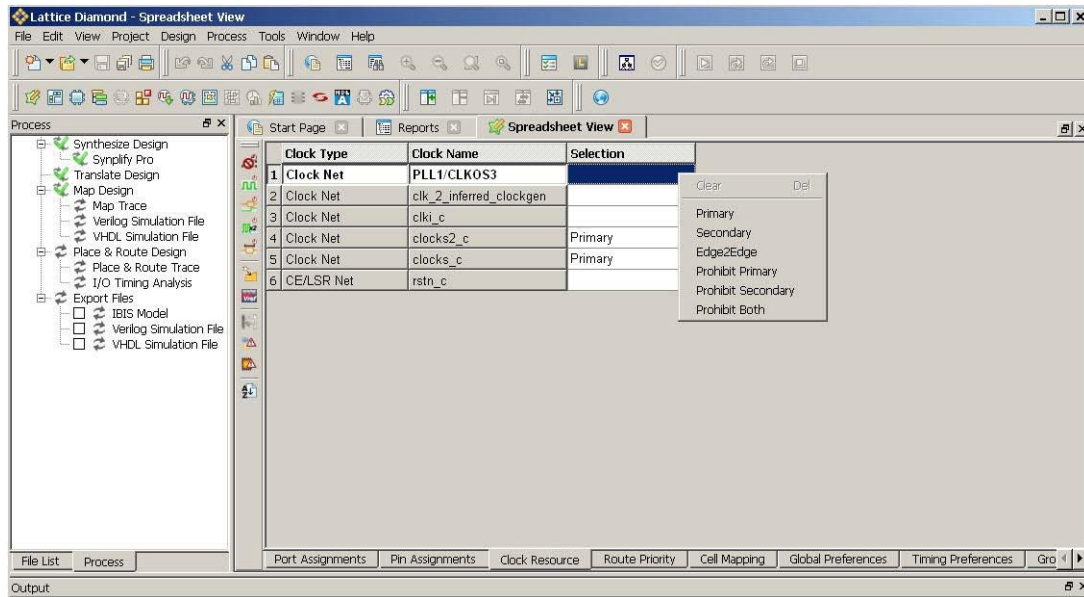 Lattice Diamond - Spreadsheet View
File Edit View Project Design Process Tools Window Help
Process
Synthesize Design
Synplify Pro
Translate Design
Map Design
Map Trace
Verilog Simulation File
VHDL Simulation File
Place & Route Design
Place & Route Trace
I/O Timing Analysis
Export Files
IBIS Model
Verilog Simulation File
VHDL Simulation File
File List Process
Start Page Reports Spreadsheet View
Clock Type Clock Name Selection
1 Clock Net PLL1/CLKOS3
2 Clock Net clk_2_inferred_clockgen
3 Clock Net clki_c
4 Clock Net clocks2_c Primary
5 Clock Net clocks_c Primary
6 CE/LSR Net rstn_c
Clear Del
Primary
Secondary
Edge2Edge
Prohibit Primary
Prohibit Secondary
Prohibit Both
Port Assignments Pin Assignments Clock Resource Route Priority Cell Mapping Global Preferences Timing Preferences Gro
Output